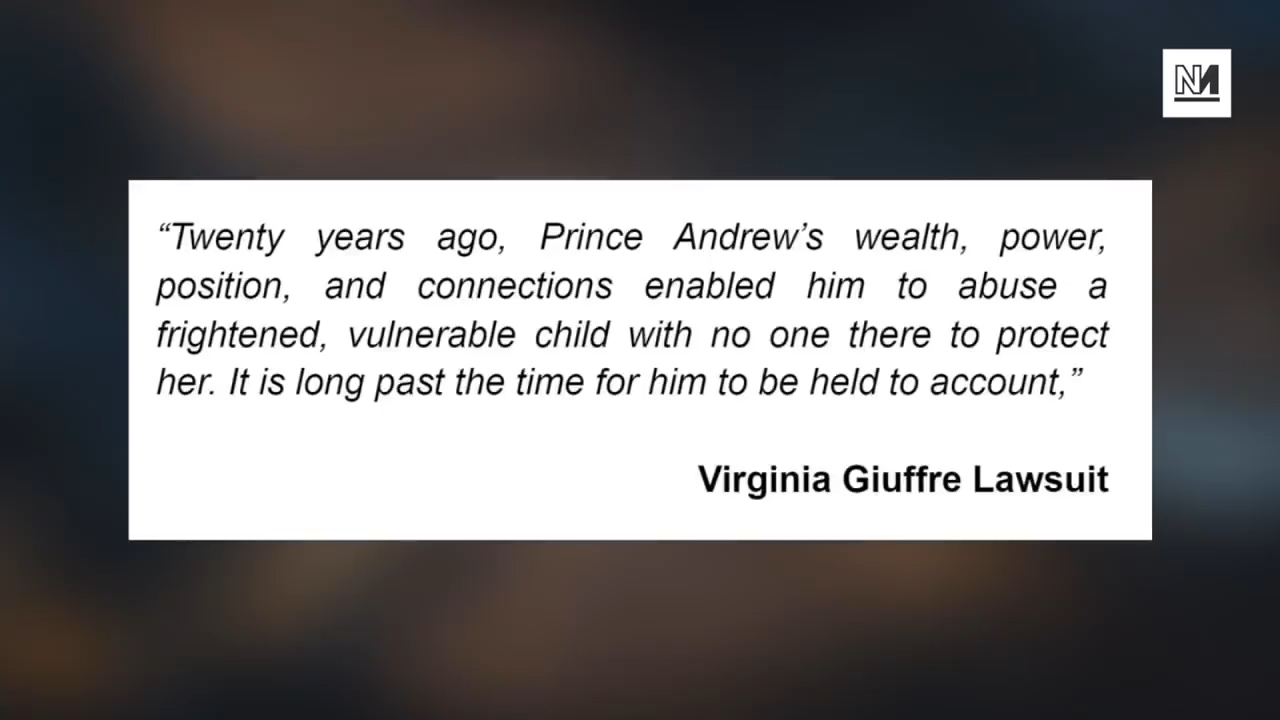 “Twenty years ago, Prince Andrew’s wealth, power,
position, and connections enabled him to abuse a
frightened, vulnerable child with no one there to protect
her. It is long past the time for him to be held to account,”
Virginia Giuffre Lawsuit
NM